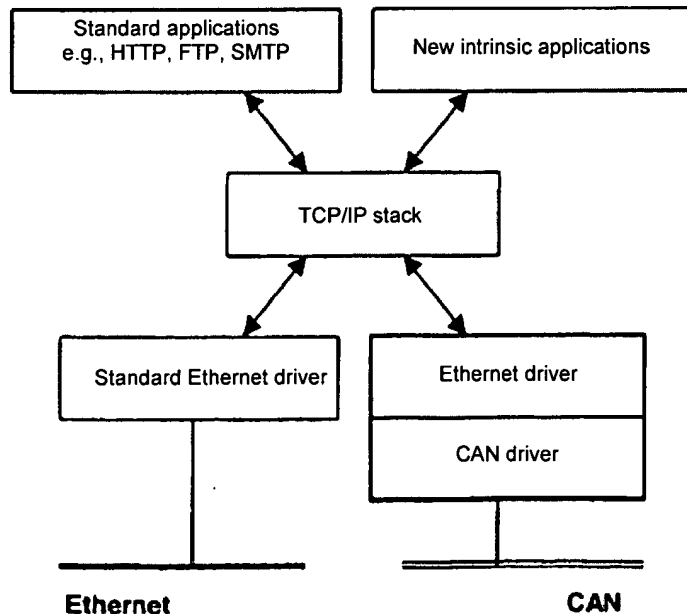 Standard applications
e.g., HTTP, FTP, SMTP
New intrinsic applications
TCP/IP stack
Standard Ethernet driver
Ethernet driver
CAN driver
Ethernet
CAN